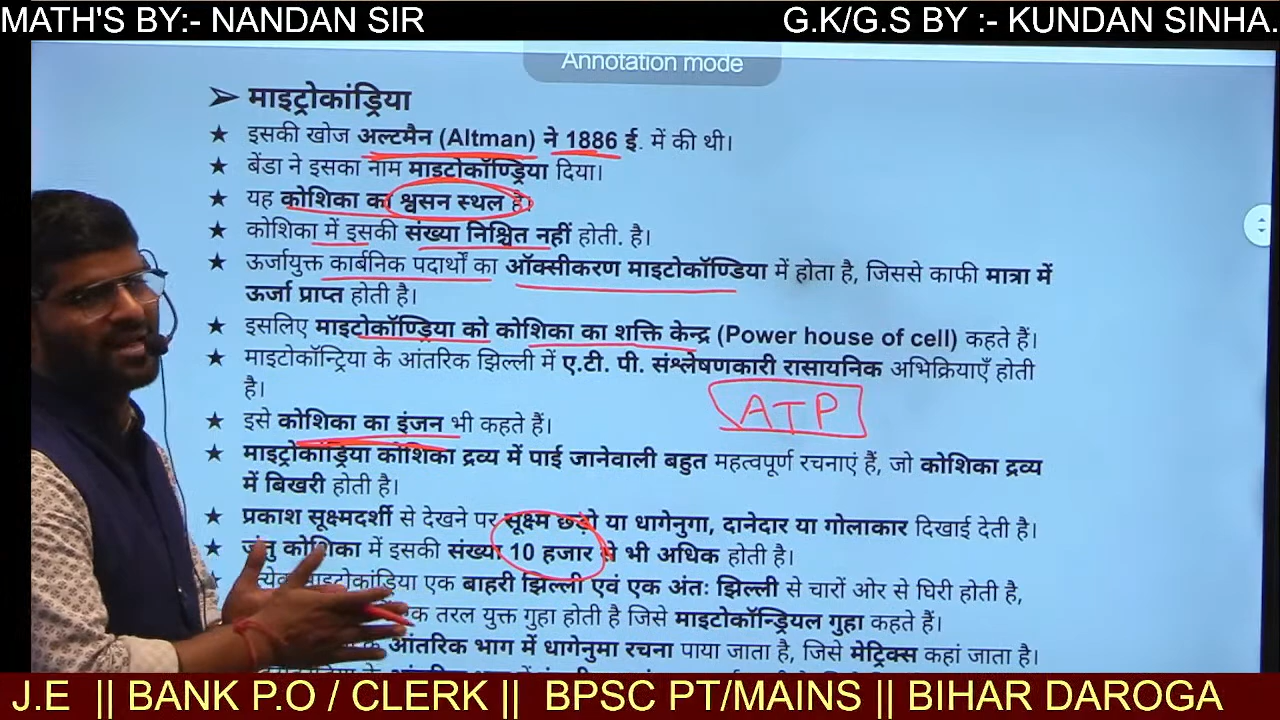 MATH'S BY:- NANDAN SIR
G.K/G.S BY :- KUNDAN SINHA.
Annotation mode
➢ माइट्रोकांड्रिया
★ इसकी खोज अल्टमैन (Altman) ने 1886 ई. में की थी।
★ बेंडा ने इसका नाम माइटोकॉण्ड्रिया दिया।
★ यह कोशिका का श्वसन स्थल है।
★ कोशिका में इसकी संख्या निश्चित नहीं होती. है।
★ ऊर्जायुक्त कार्बनिक पदार्थों का ऑक्सीकरण माइटोकॉण्डिया में होता है, जिससे काफी मात्रा में
ऊर्जा प्राप्त होती है।
★ इसलिए माइटोकॉण्ड्रिया को कोशिका का शक्ति केन्द्र (Power house of cell) कहते हैं।
★ माइटोकॉन्ट्रिया के आंतरिक झिल्ली में ए.टी. पी. संश्लेषणकारी रासायनिक अभिक्रियाएँ होती
है।
ATP
★ इसे कोशिका का इंजन भी कहते हैं।
★ माइट्रोकांड्रिया कोशिका द्रव्य में पाई जानेवाली बहुत महत्वपूर्ण रचनाएं हैं, जो कोशिका द्रव्य
में बिखरी होती है।
★ प्रकाश सूक्ष्मदर्शी से देखने पर सूक्ष्म छड़ो या धागेनुगा, दानेदार या गोलाकार दिखाई देती है।
★ जंतु कोशिका में इसकी संख्या 10 हजार से भी अधिक होती है।
माइटोकांड्रिया एक बाहरी झिल्ली एवं एक अंतः झिल्ली से चारों ओर से घिरी होती है,
एक तरल युक्त गुहा होती है जिसे माइटोकॉन्ड्रियल गुहा कहते हैं।
आंतरिक भाग में धागेनुमा रचना पाया जाता है, जिसे मेट्रिक्स कहां जाता है।
J.E || BANK P.O / CLERK || BPSC PT/MAINS || BIHAR DAROGA